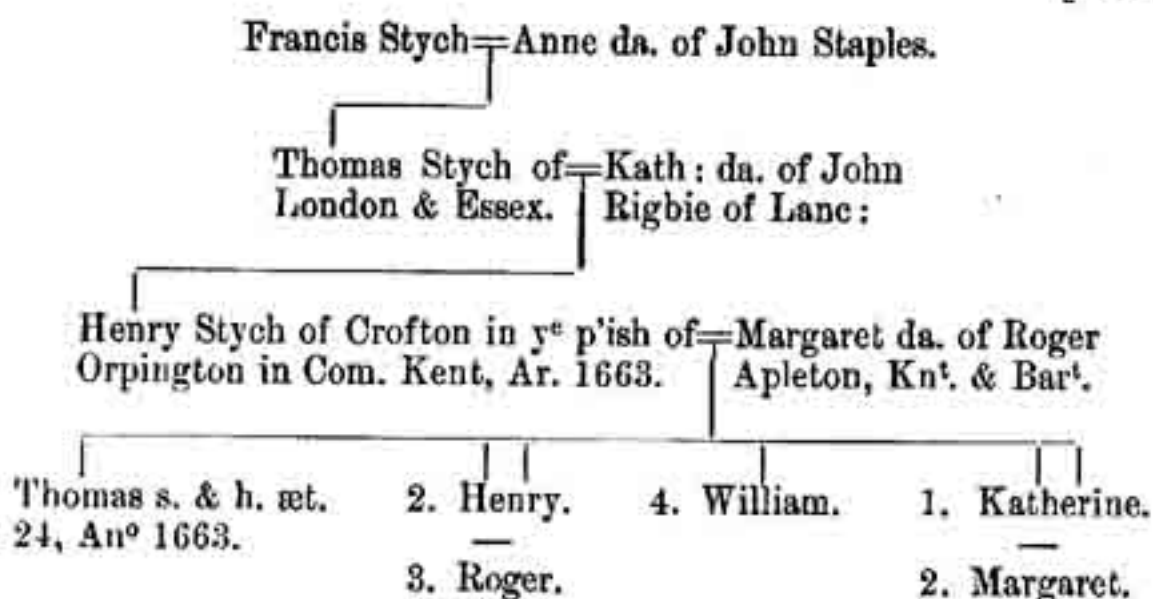 Francis Stych=Anne da. of John Staples.
Thomas Stych of=Kath: da. of John
London & Essex. Rigbie of Lanc:
Henry Stych of Crofton in yᵉ p'ish of=Margaret da. of Roger
Orpington in Com. Kent, Ar. 1663. Apleton, Knᵗ. & Barᵗ.
Thomas s. & h. æt. 2. Henry. 4. William. 1. Katherine.
24, Anº 1663.
3. Roger. 2. Margaret.